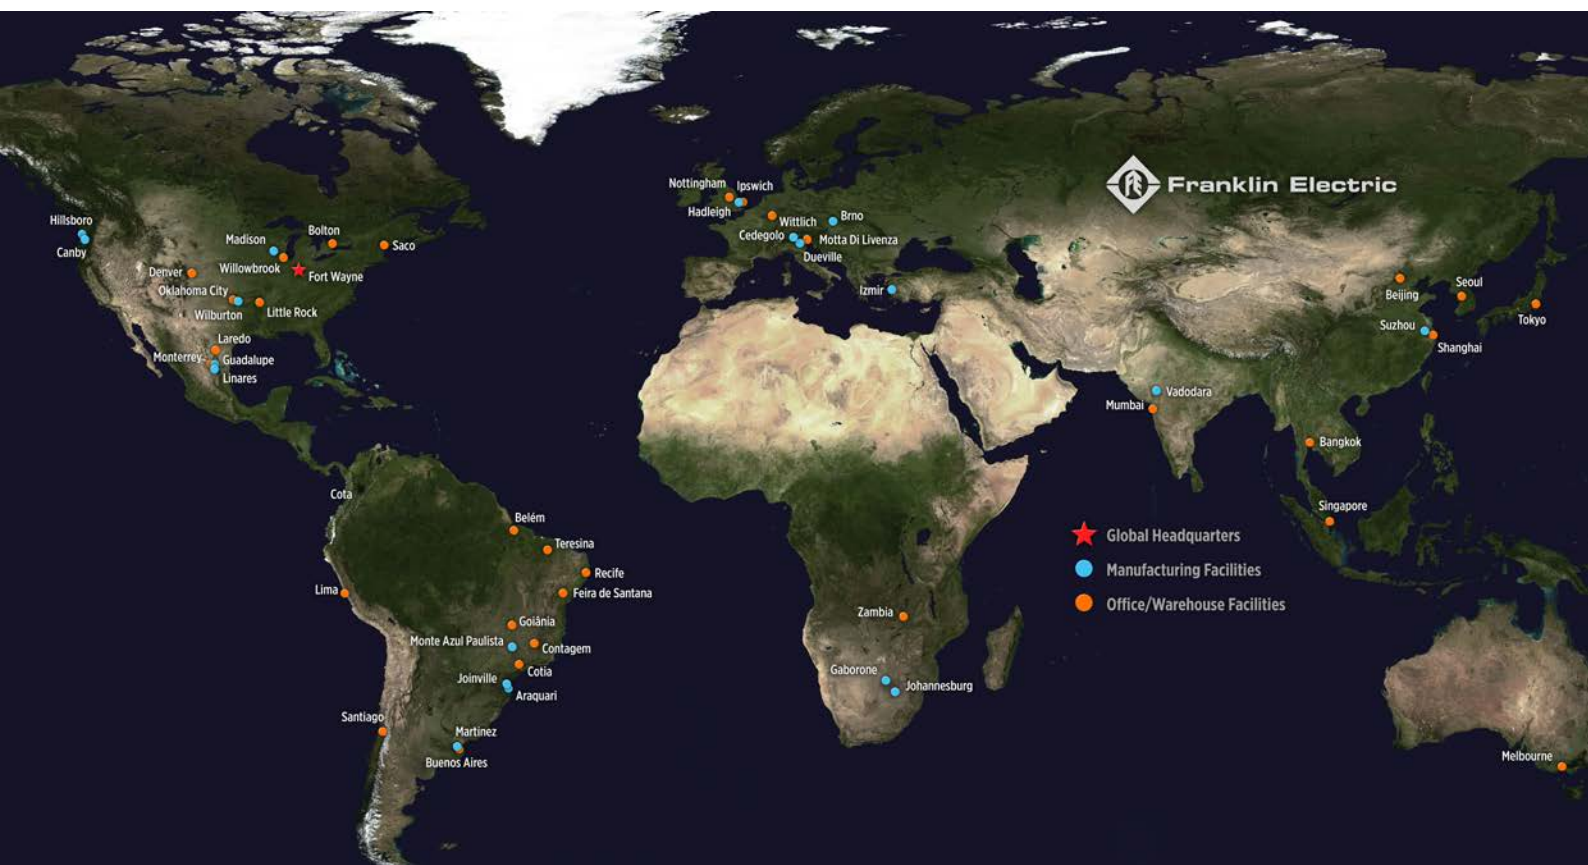 Franklin Electric
Nottingham
Ipswich
Hadleigh
Wittlich
Brno
Cedegolo
Motta Di Livenza
Dueville
Izmir
Hillsboro
Canby
Madison
Bolton
Saco
Willowbrook
Fort Wayne
Denver
Oklahoma City
Wilburton
Little Rock
Laredo
Monterrey
Guadalupe
Linares
Beijing
Seoul
Tokyo
Suzhou
Shanghai
Vadodara
Mumbai
Bangkok
Singapore
Cota
Belém
Teresina
Recife
Lima
Feira de Santana
Goiânia
Monte Azul Paulista
Contagem
Cotia
Joinville
Araquari
Santiago
Martinez
Buenos Aires
Zambia
Gaborone
Johannesburg
Global Headquarters
Manufacturing Facilities
Office/Warehouse Facilities
Melbourne